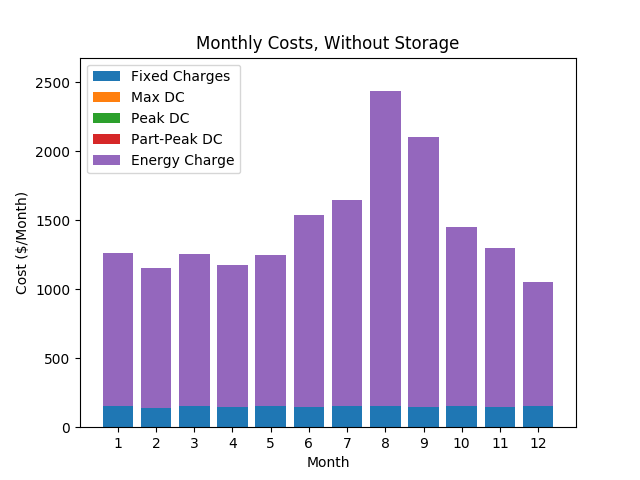 Monthly Costs, Without Storage
Fixed Charges
Max DC
Peak DC
Part-Peak DC
Energy Charge
Cost ($/Month)
2500
2000
1500
1000
500
0
1 2 3 4 5 6 7 8 9 10 11 12
Month